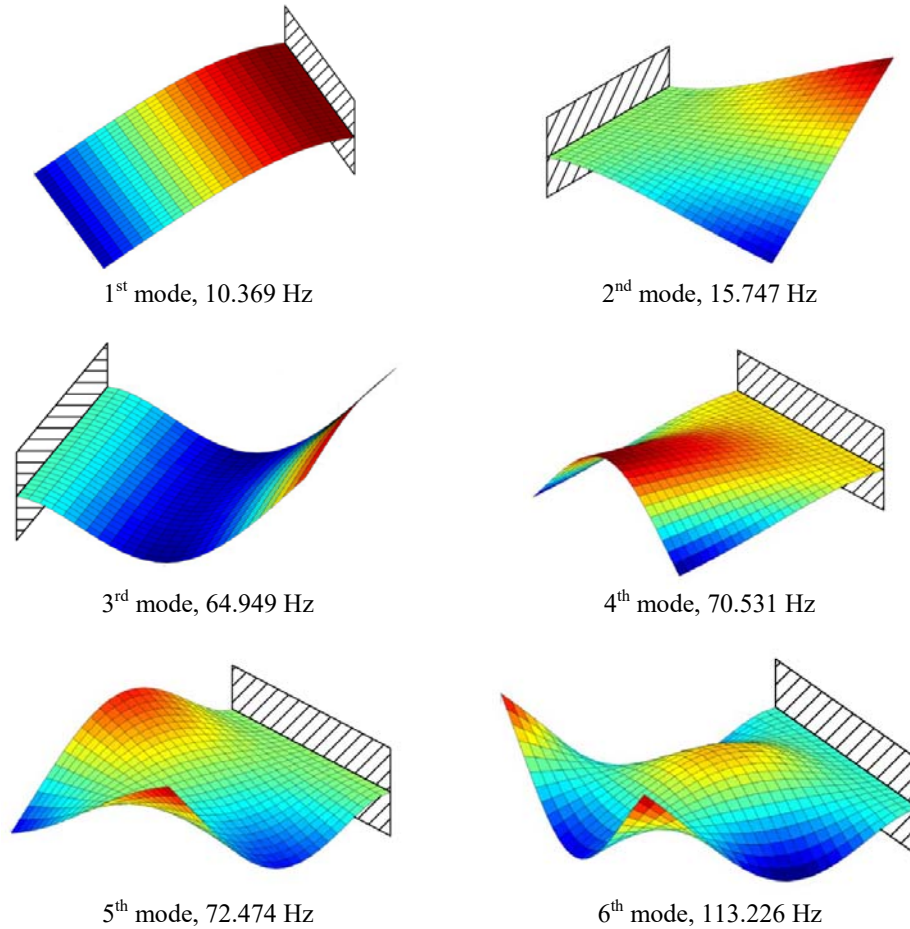 1st mode, 10.369 Hz
2nd mode, 15.747 Hz
3rd mode, 64.949 Hz
4th mode, 70.531 Hz
5th mode, 72.474 Hz
6th mode, 113.226 Hz